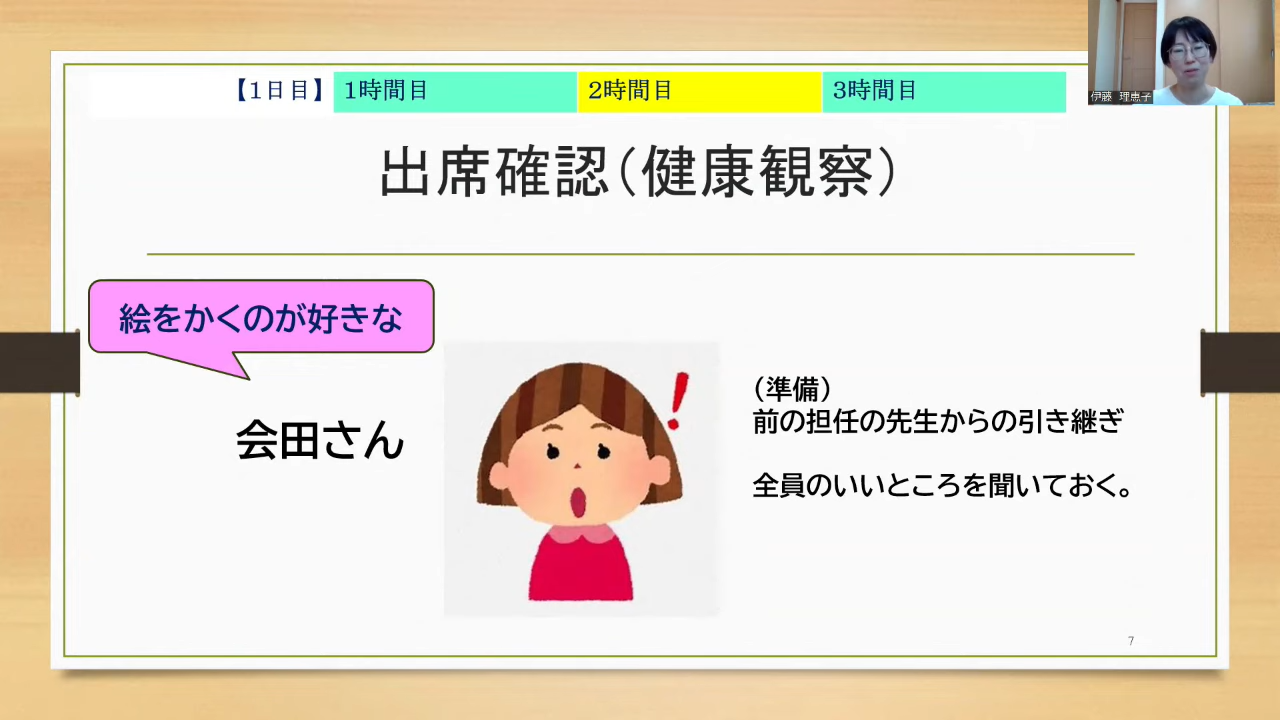 【1日目】 1時間目 2時間目 3時間目
伊藤 理恵子
出席確認（健康観察）
絵をかくのが好きな
会田さん
（準備）
前の担任の先生からの引き継ぎ
全員のいいところを聞いておく。
7